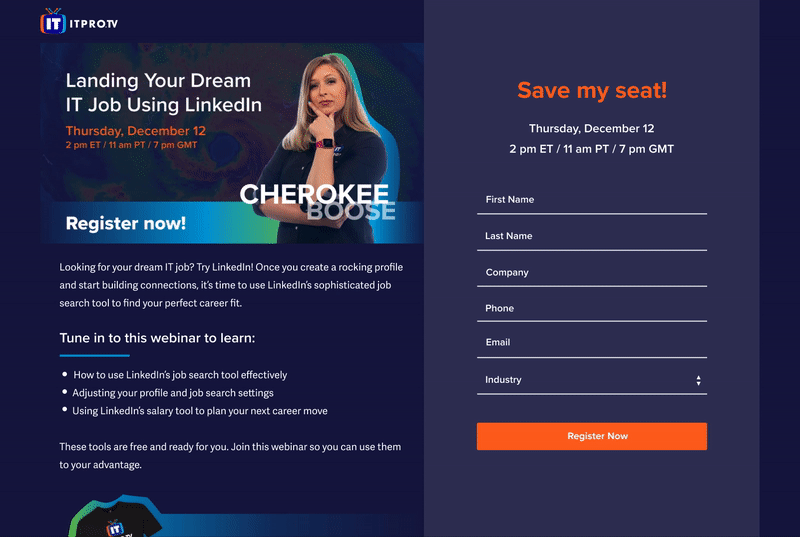 IT ITPRO.TV
Landing Your Dream
IT Job Using LinkedIn
Thursday, December 12
2 pm ET / 11 am PT / 7 pm GMT
CHEROKEE
BOOSE
Register now!
Looking for your dream IT job? Try LinkedIn! Once you create a rocking profile
and start building connections, it's time to use LinkedIn's sophisticated job
search tool to find your perfect career fit.
Tune in to this webinar to learn:
How to use LinkedIn's job search tool effectively
Adjusting your profile and job search settings
Using LinkedIn's salary tool to plan your next career move
These tools are free and ready for you. Join this webinar so you can use them
to your advantage.
IT
Save my seat!
Thursday, December 12
2 pm ET / 11 am PT / 7 pm GMT
First Name
Last Name
Company
Phone
Email
Industry
Register Now